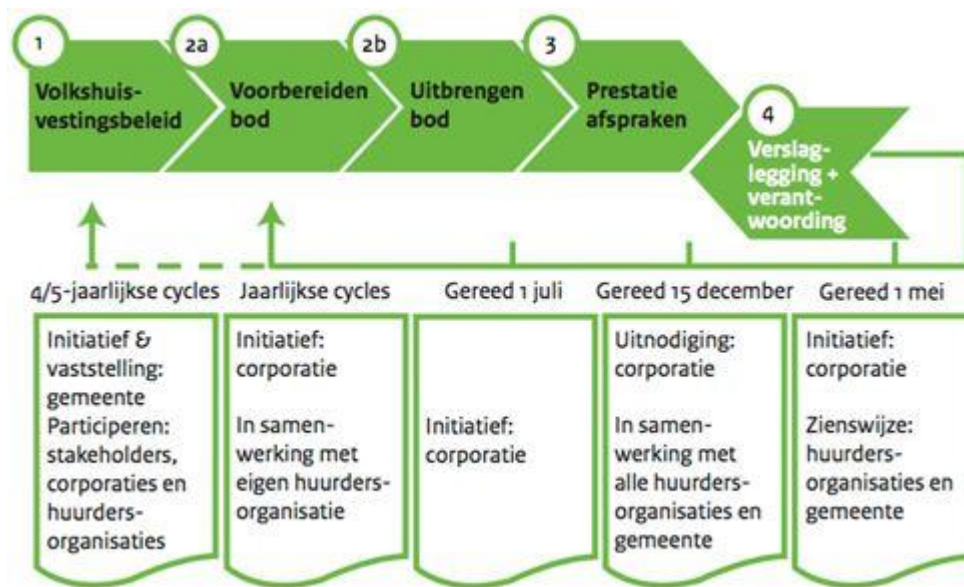 1
Volkshuis-
vestingsbeleid
2a
Voorbereiden
bod
2b
Uitbrengen
bod
3
Prestatie
afspraken
4
Verslag-
legging +
verant-
woording
4/5-jaarlijkse cycles
Jaarlijkse cycles
Gereed 1 juli
Gereed 15 december
Gereed 1 mei
Initiatief &
vaststelling:
gemeente
Participeren:
stakeholders,
corporaties en
huurders-
organisaties
Initiatief:
corporatie
In samen-
werking met
eigen huurders-
organisatie
Initiatief:
corporatie
Uitnodiging:
corporatie
In samen-
werking met
alle huurders-
organisaties en
gemeente
Initiatief:
corporatie
Zienswijze:
huurders-
organisaties en
gemeente